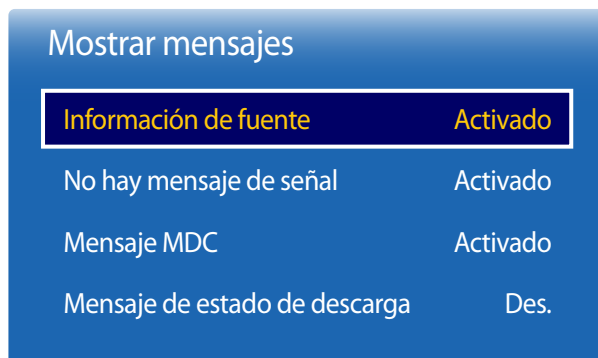 Mostrar mensajes
Información de fuente Activado
No hay mensaje de señal Activado
Mensaje MDC Activado
Mensaje de estado de descarga Des.